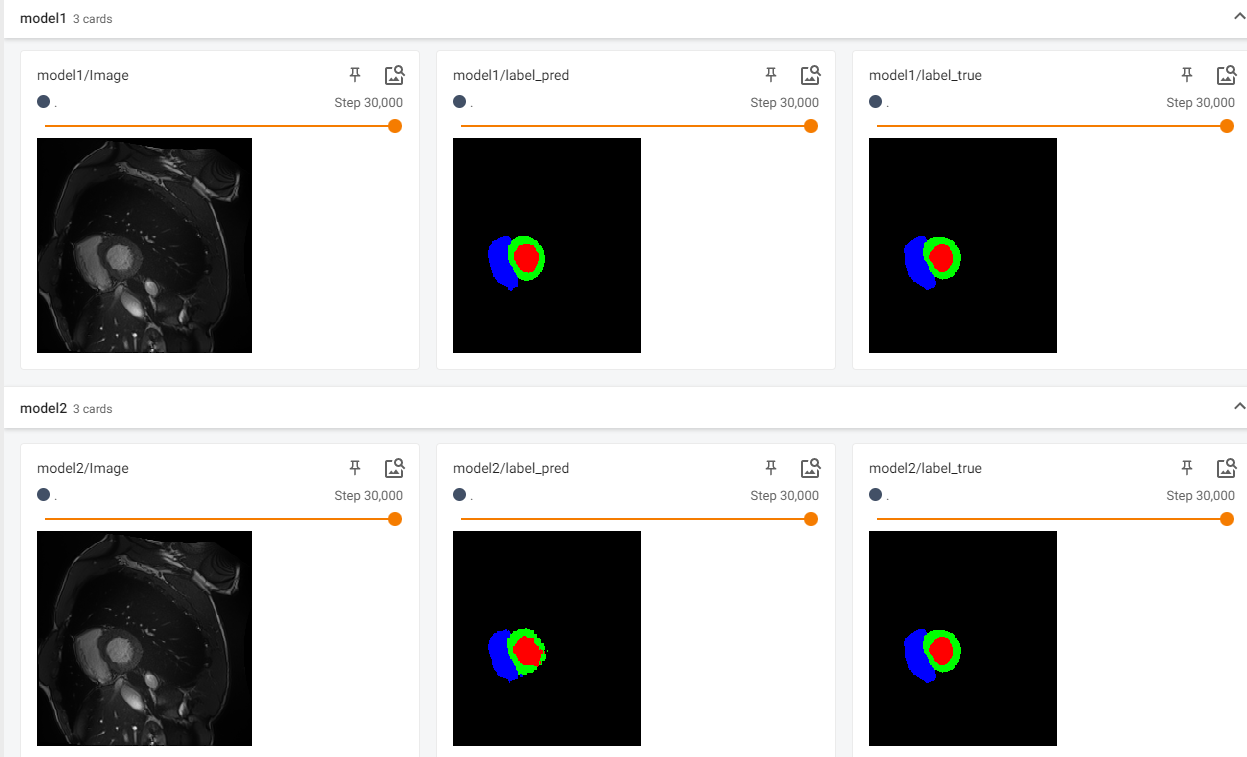 model1 3 cards
model1/Image
. Step 30,000
model1/label_pred
. Step 30,000
model1/label_true
. Step 30,000
model2 3 cards
model2/Image
. Step 30,000
model2/label_pred
. Step 30,000
model2/label_true
. Step 30,000